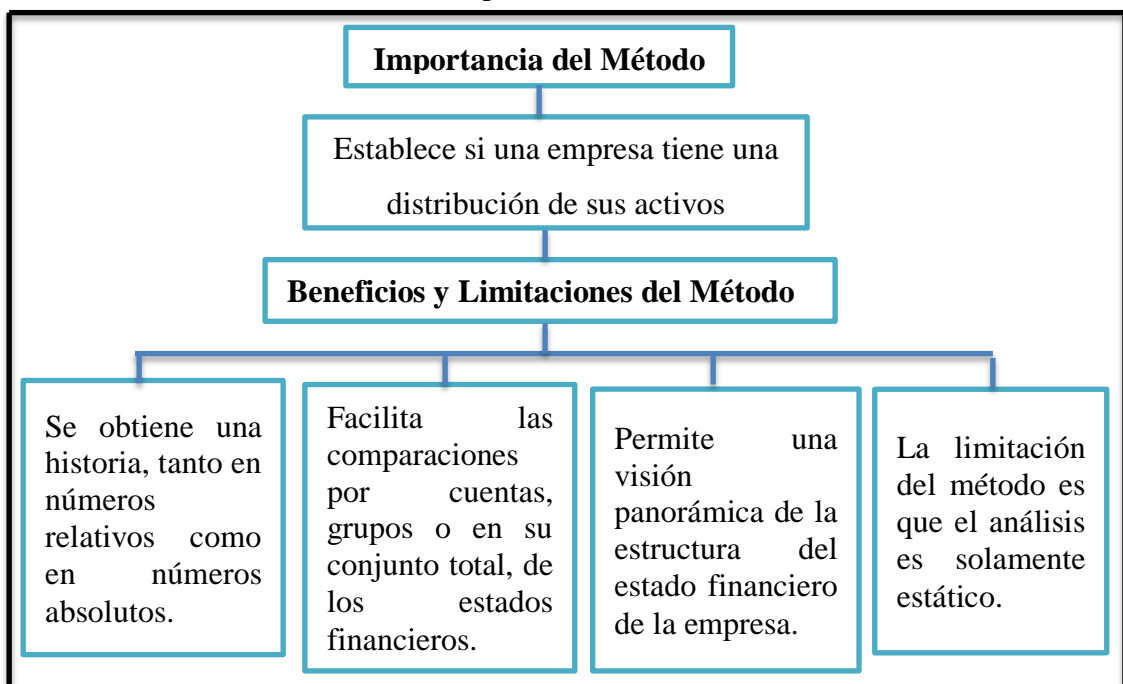 Importancia del Método
Establece si una empresa tiene una
distribución de sus activos
Beneficios y Limitaciones del Método
Se obtiene una
historia, tanto en
números
relativos como
en números
absolutos.
Facilita las
comparaciones
por cuentas,
grupos o en su
conjunto total, de
los estados
financieros.
Permite una
visión
panorámica de la
estructura del
estado financiero
de la empresa.
La limitación
del método es
que el análisis
es solamente
estático.